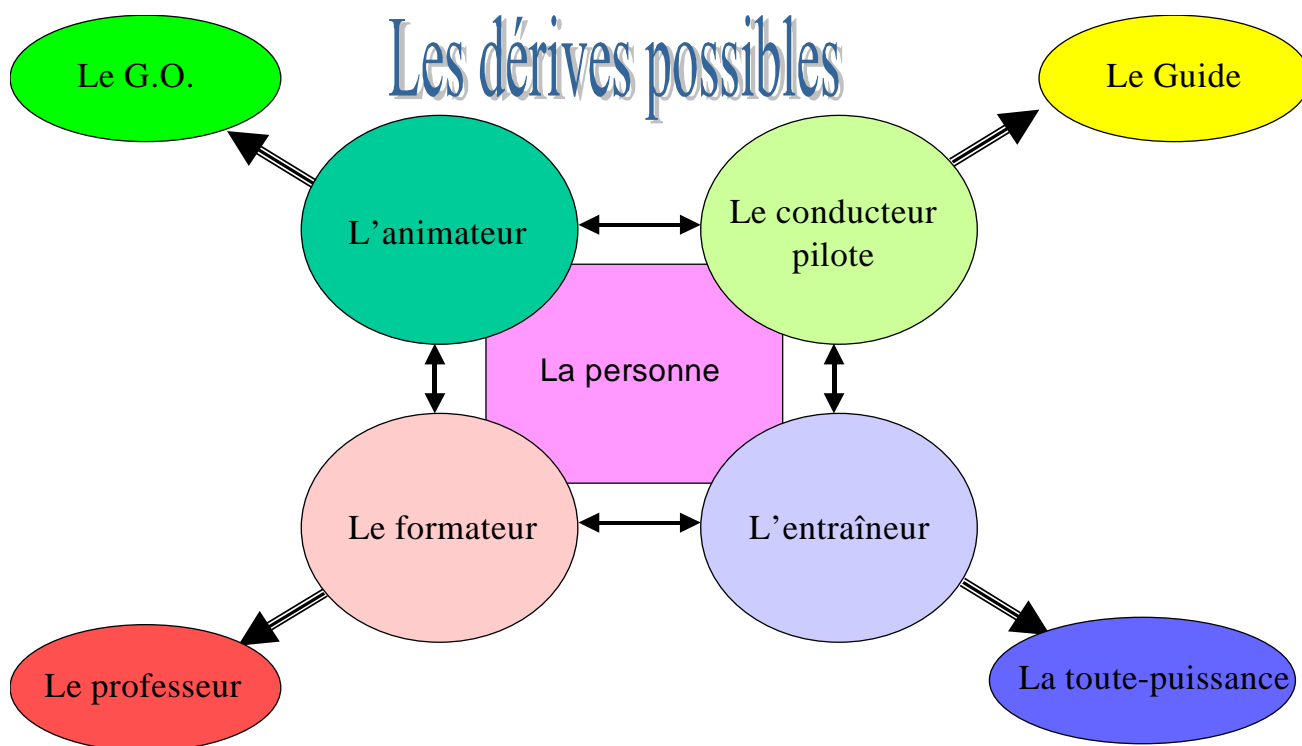 Les dérives possibles
Le G.O.
Le Guide
L’animateur
Le conducteur
pilote
La personne
Le formateur
L’entraîneur
Le professeur
La toute-puissance